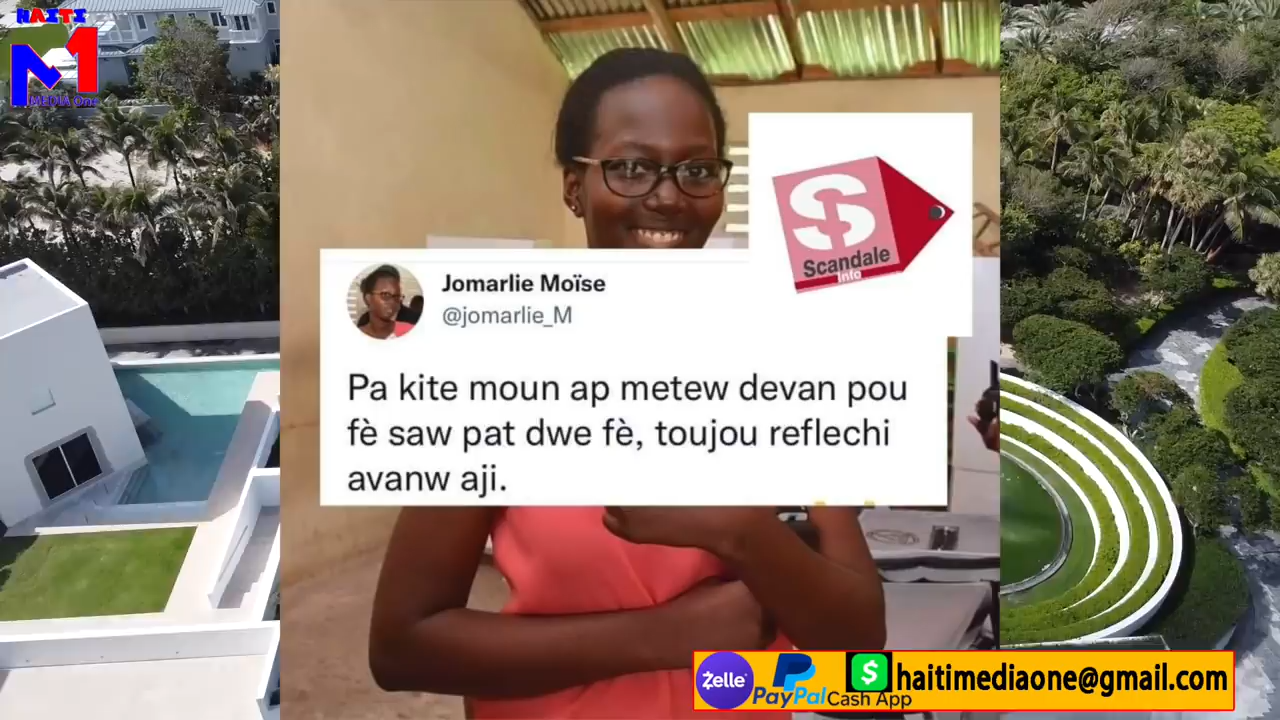 HAITI
M1
MEDIA One
S
Scandale
Info
Jomarlie Moïse
@jomarlie_M
Pa kite moun ap metew devan pou
fè saw pat dwe fè, toujou reflechi
avanw aji.
Zelle
PayPal
$
Cash App
haitimediaone@gmail.com